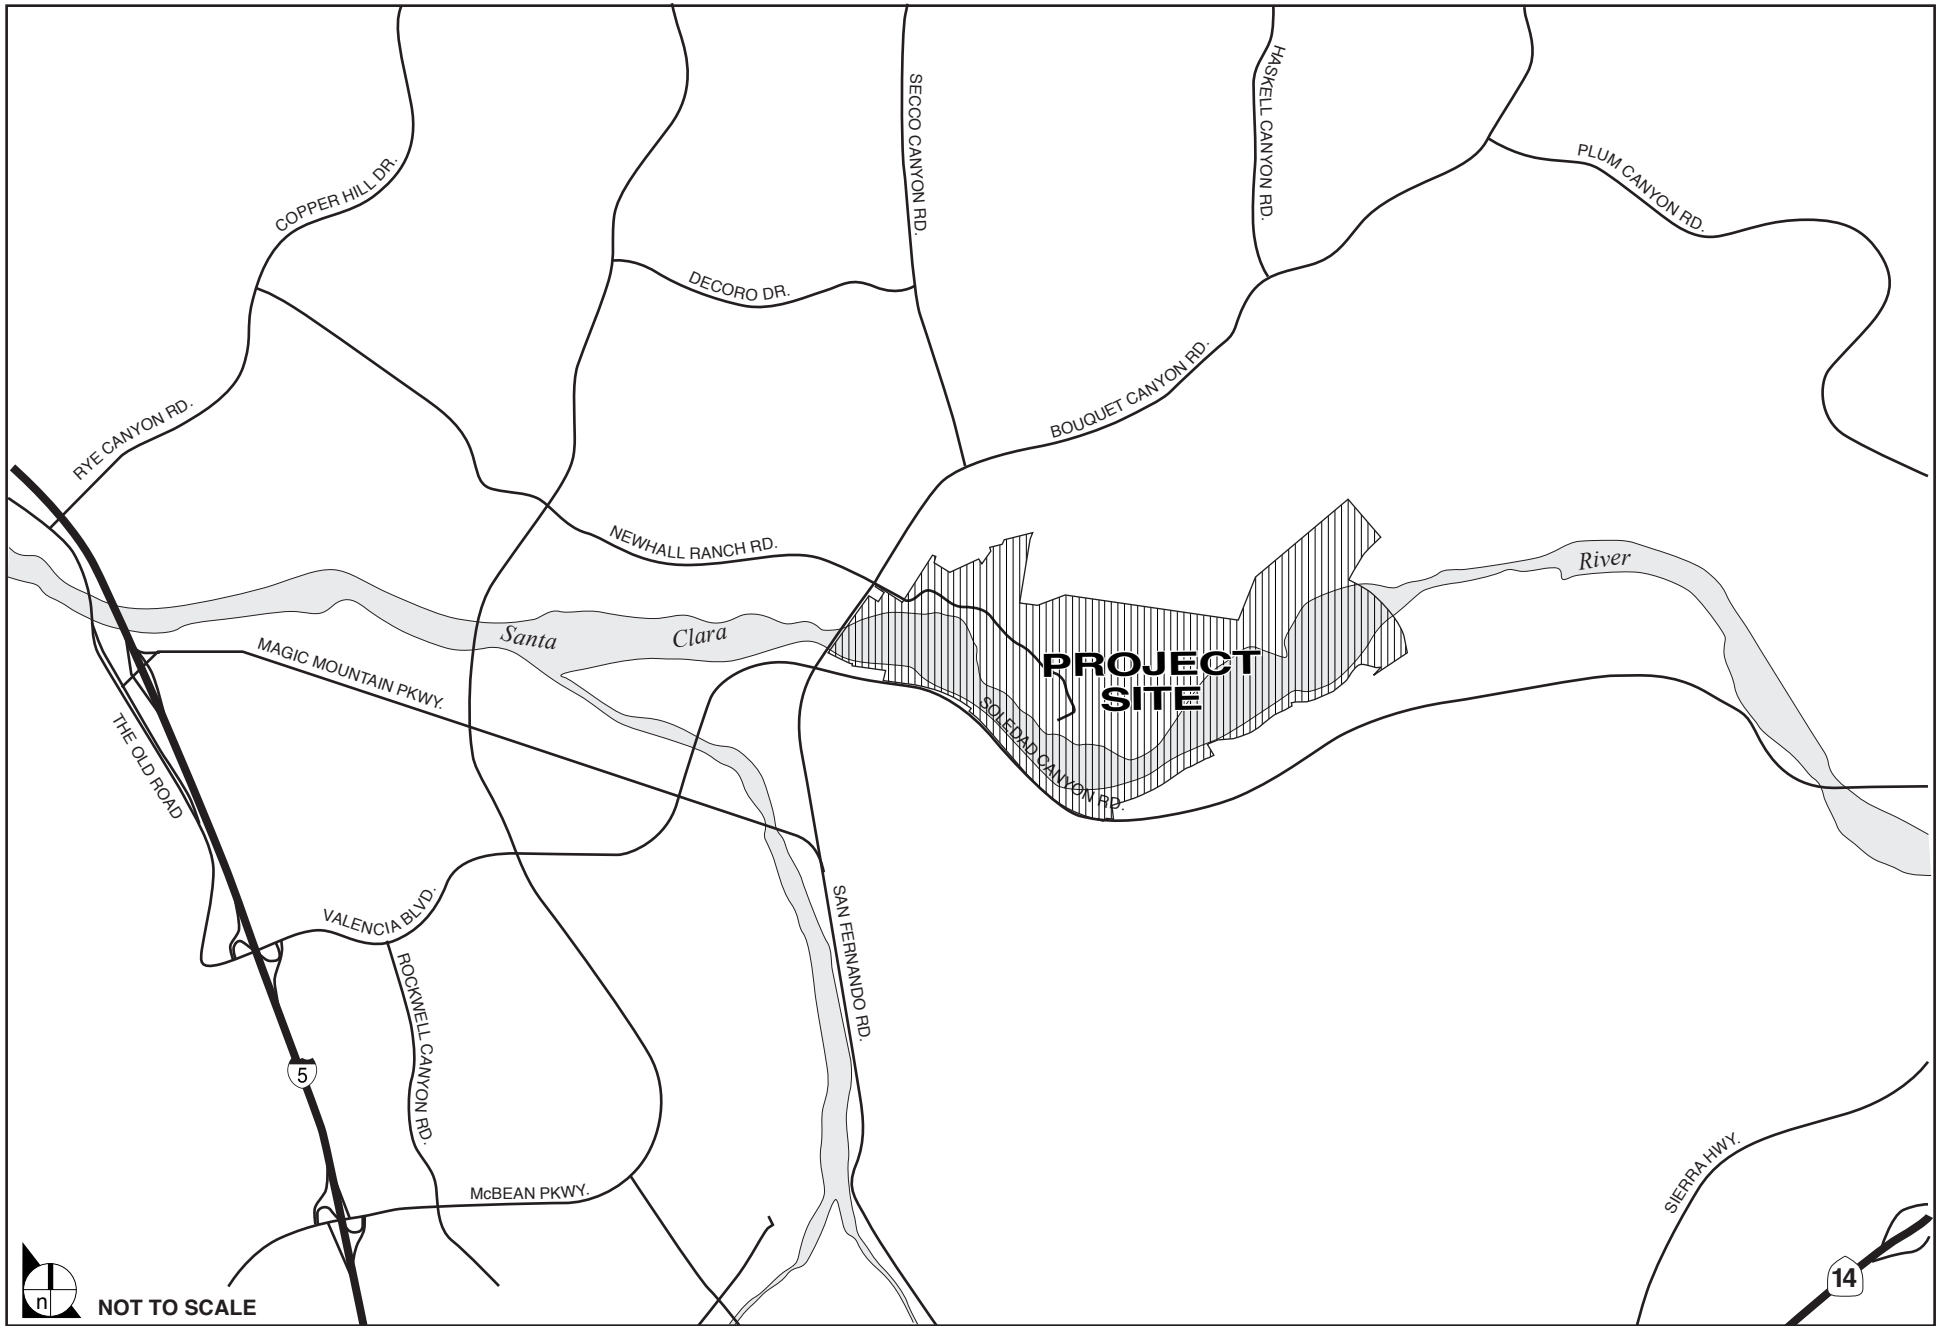 SECCO CANYON RD.
HASKELL CANYON RD.
PLUM CANYON RD.
COPPER HILL DR.
DECORO DR.
BOUQUET CANYON RD.
RYE CANYON RD.
NEWHALL RANCH RD.
River
Santa
Clara
MAGIC MOUNTAIN PKWY.
PROJECT
SITE
SOLEDAD CANYON RD.
THE OLD ROAD
VALENCIA BLVD.
SAN FERNANDO RD.
ROCKWELL CANYON RD.
5
McBEAN PKWY.
SIERRA HWY.
14
n
NOT TO SCALE